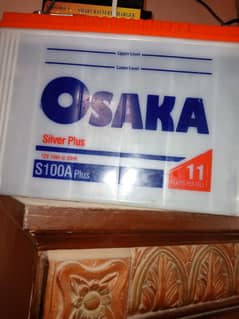 Upper Level
Lower Level
OSAKA
Silver Plus
S100A Plus
11